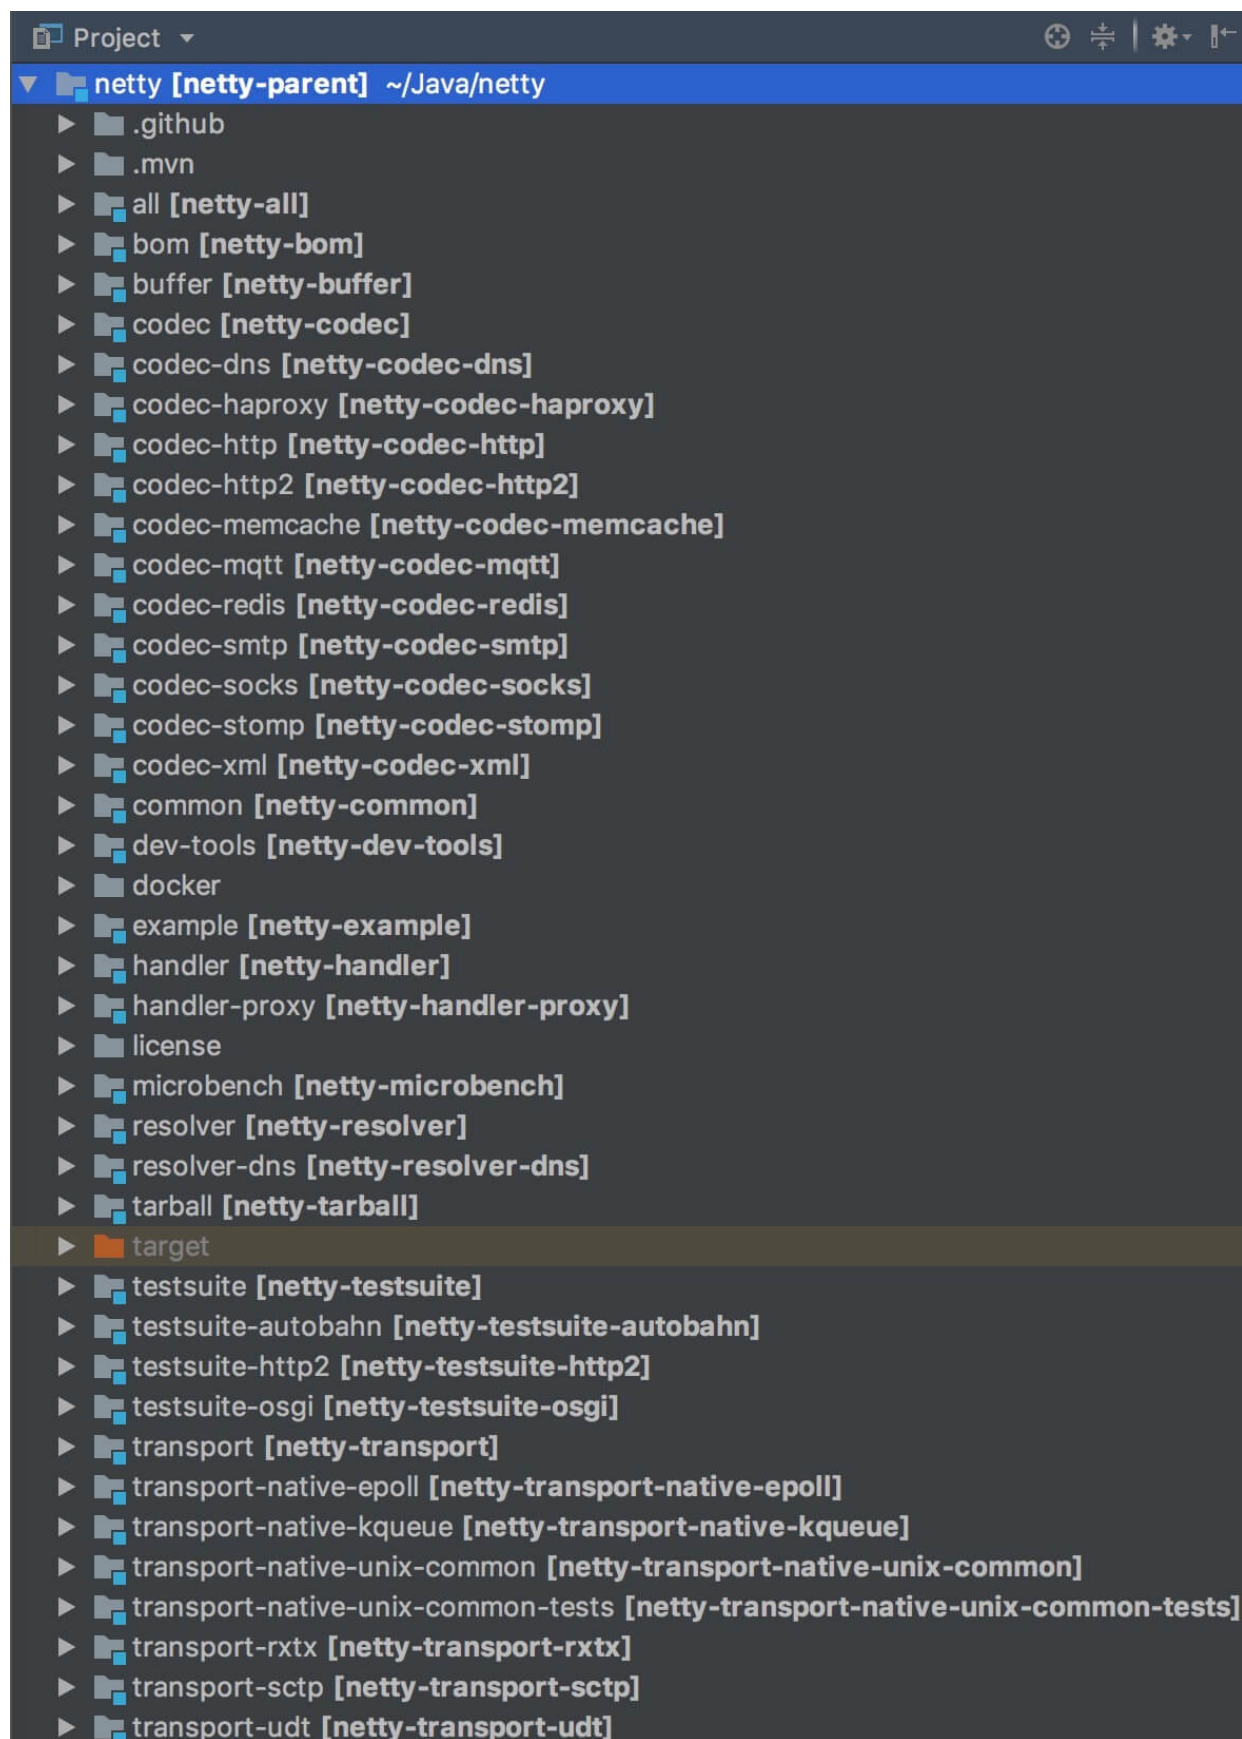 Project
netty [netty-parent] ~/Java/netty
.github
.mvn
all [netty-all]
bom [netty-bom]
buffer [netty-buffer]
codec [netty-codec]
codec-dns [netty-codec-dns]
codec-haproxy [netty-codec-haproxy]
codec-http [netty-codec-http]
codec-http2 [netty-codec-http2]
codec-memcache [netty-codec-memcache]
codec-mqtt [netty-codec-mqtt]
codec-redis [netty-codec-redis]
codec-smtp [netty-codec-smtp]
codec-socks [netty-codec-socks]
codec-stomp [netty-codec-stomp]
codec-xml [netty-codec-xml]
common [netty-common]
dev-tools [netty-dev-tools]
docker
example [netty-example]
handler [netty-handler]
handler-proxy [netty-handler-proxy]
license
microbench [netty-microbench]
resolver [netty-resolver]
resolver-dns [netty-resolver-dns]
tarball [netty-tarball]
target
testsuite [netty-testsuite]
testsuite-autobahn [netty-testsuite-autobahn]
testsuite-http2 [netty-testsuite-http2]
testsuite-osgi [netty-testsuite-osgi]
transport [netty-transport]
transport-native-epoll [netty-transport-native-epoll]
transport-native-kqueue [netty-transport-native-kqueue]
transport-native-unix-common [netty-transport-native-unix-common]
transport-native-unix-common-tests [netty-transport-native-unix-common-tests]
transport-rxtx [netty-transport-rxtx]
transport-sctp [netty-transport-sctp]
transport-udt [netty-transport-udt]